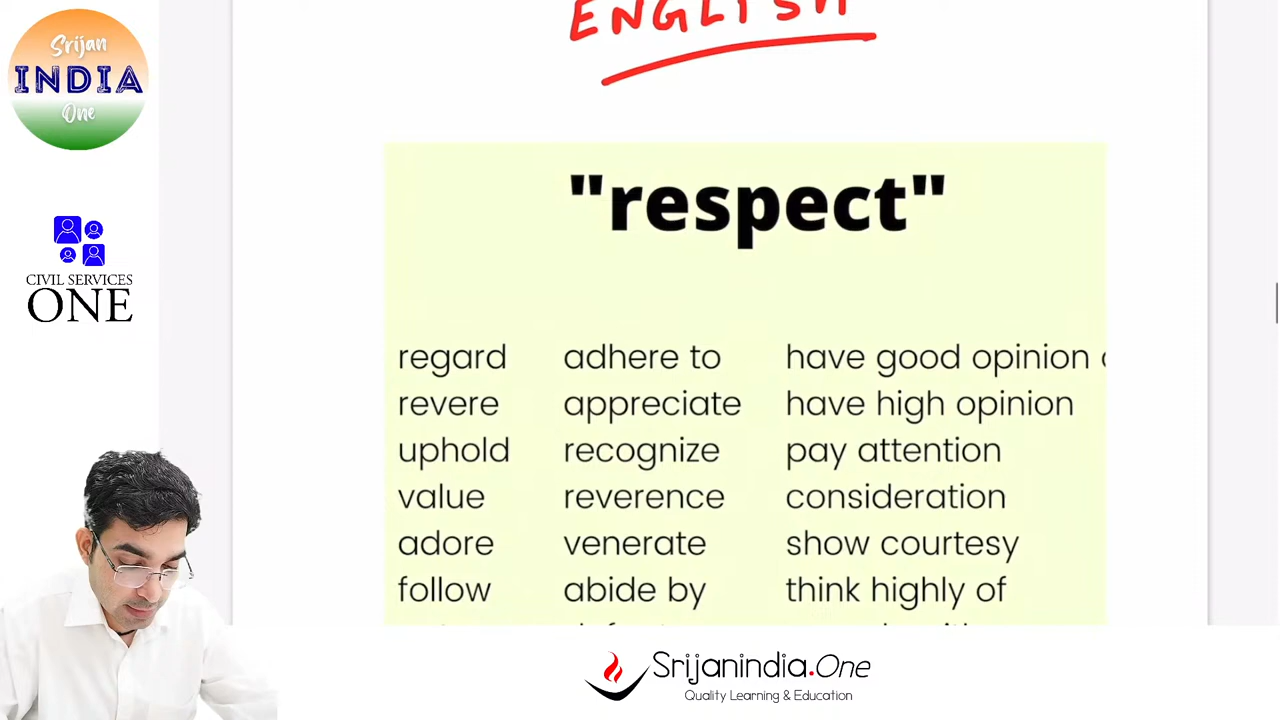 Srijan
INDIA
One
CIVIL SERVICES
ONE
ENGLISH
"respect"
regard adhere to have good opinion
revere appreciate have high opinion
uphold recognize pay attention
value reverence consideration
adore venerate show courtesy
follow abide by think highly of
Srijanindia.One
Quality Learning & Education